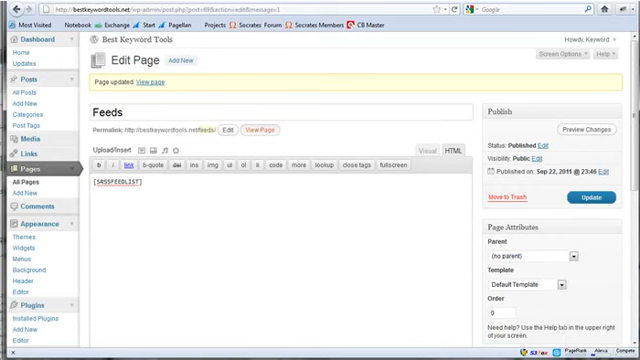 bestkeywordtools.net/wp-admin/post.php?post=69&action=edit&message=1
Google
Most Visited Notebook Exchange Start Pagellan Projects Socrates Forum Socrates Members CB Master
Dashboard
Home
Updates
Posts
All Posts
Add New
Categories
Post Tags
Media
Links
Pages
All Pages
Add New
Comments
Appearance
Themes
Widgets
Menus
Background
Header
Editor
Plugins
Installed Plugins
Add New
Editor
Best Keyword Tools
Howdy, Keyword
Edit Page Add New
Screen Options Help
Page updated. View page
Feeds
Permalink: http://bestkeywordtools.net/feeds/ Edit View Page
Upload/Insert
Visual HTML
b i link b-quote del ins img ul ol li code more lookup close tags fullscreen
[SRSSFEEDLIST]
Publish
Preview Changes
Status: Published Edit
Visibility: Public Edit
Published on: Sep 22, 2011 @ 23:46 Edit
Move to Trash Update
Page Attributes
Parent
(no parent)
Template
Default Template
Order
0
Need help? Use the Help tab in the upper right
of your screen.
PageRank Alexa Compete